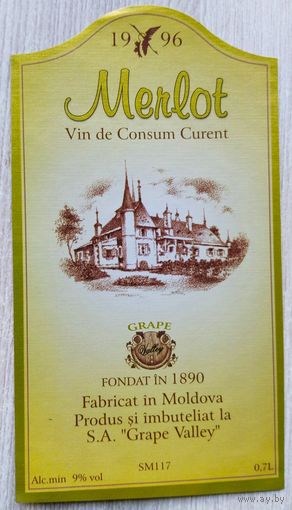 19 96
Merlot
Vin de Consum Curent
GRAPE
Valley
FONDAT ÎN 1890
Fabricat in Moldova
Produs și îmbuteliat la
S.A. "Grape Valley"
SM117
Alc.min 9% vol
0,7L
www.ay.by